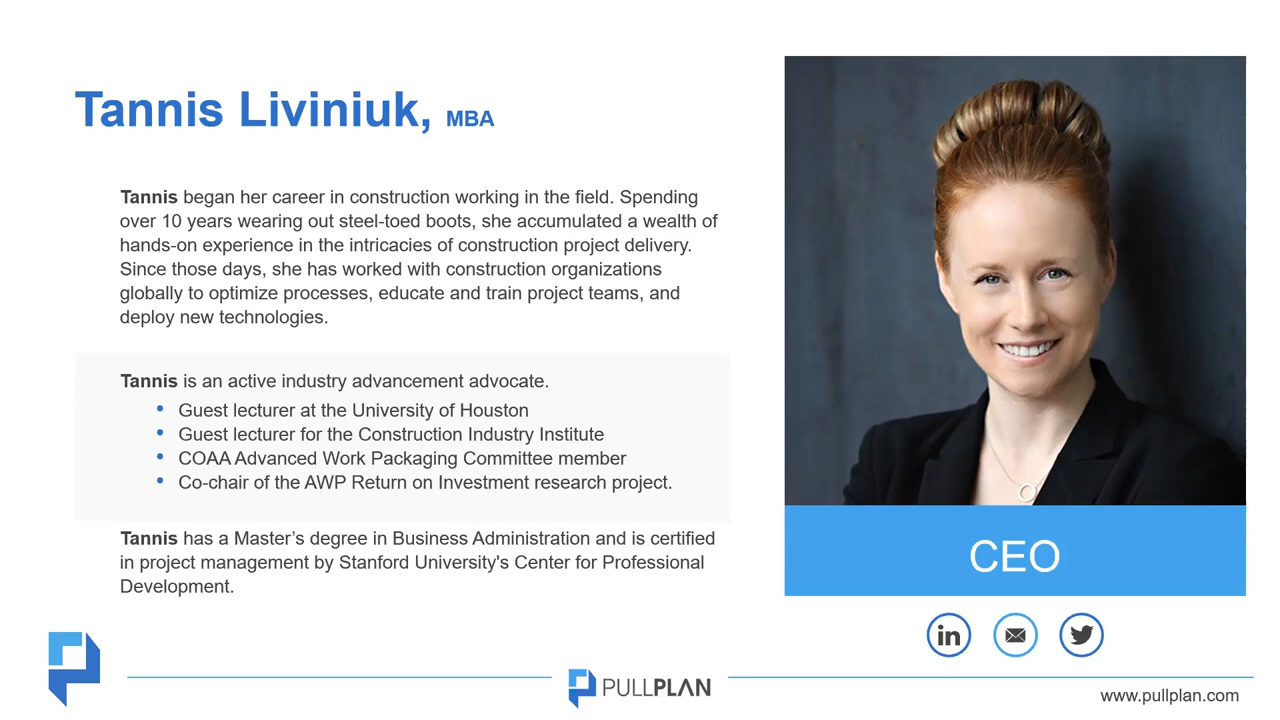 Tannis Liviniuk, MBA
Tannis began her career in construction working in the field. Spending
over 10 years wearing out steel-toed boots, she accumulated a wealth of
hands-on experience in the intricacies of construction project delivery.
Since those days, she has worked with construction organizations
globally to optimize processes, educate and train project teams, and
deploy new technologies.
Tannis is an active industry advancement advocate.
• Guest lecturer at the University of Houston
• Guest lecturer for the Construction Industry Institute
• COAA Advanced Work Packaging Committee member
• Co-chair of the AWP Return on Investment research project.
Tannis has a Master’s degree in Business Administration and is certified
in project management by Stanford University's Center for Professional
Development.
CEO
in
PULLPLAN
www.pullplan.com